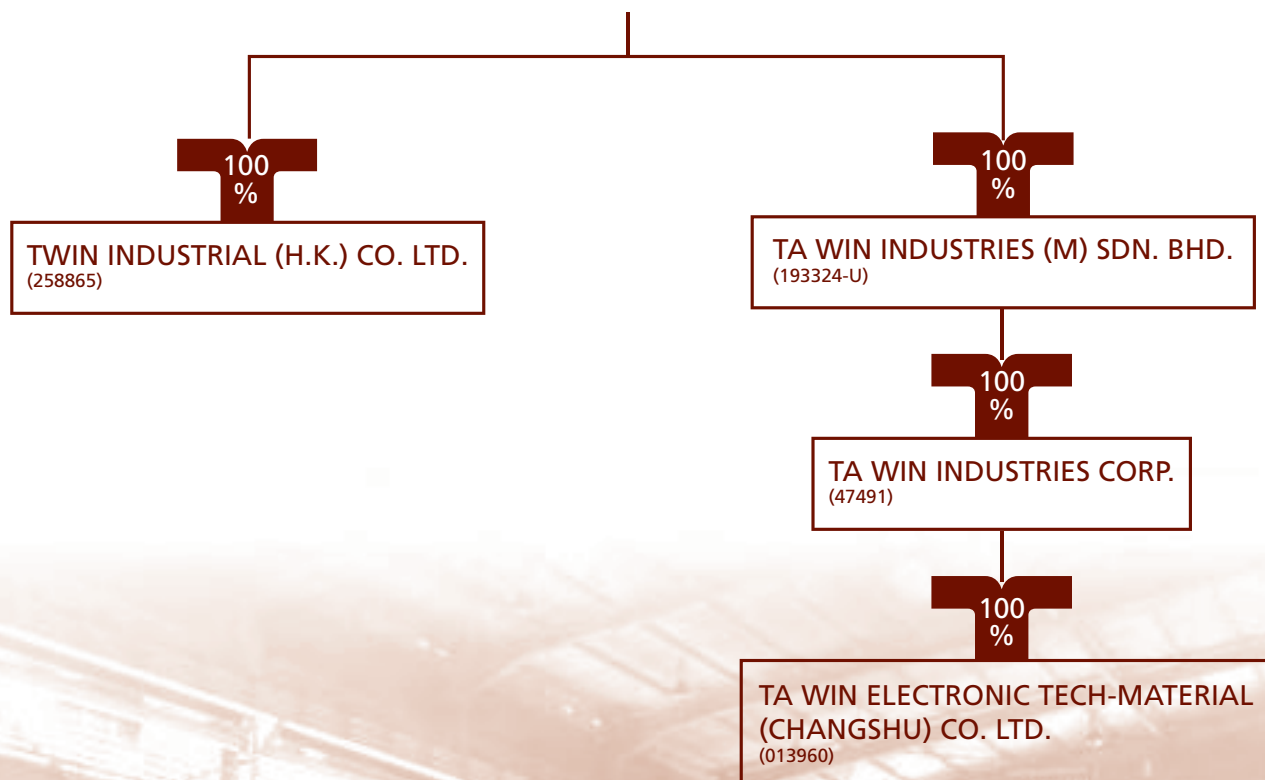 100
%
TWIN INDUSTRIAL (H.K.) CO. LTD.
(258865)
100
%
TA WIN INDUSTRIES (M) SDN. BHD.
(193324-U)
100
%
TA WIN INDUSTRIES CORP.
(47491)
100
%
TA WIN ELECTRONIC TECH-MATERIAL
(CHANGSHU) CO. LTD.
(013960)